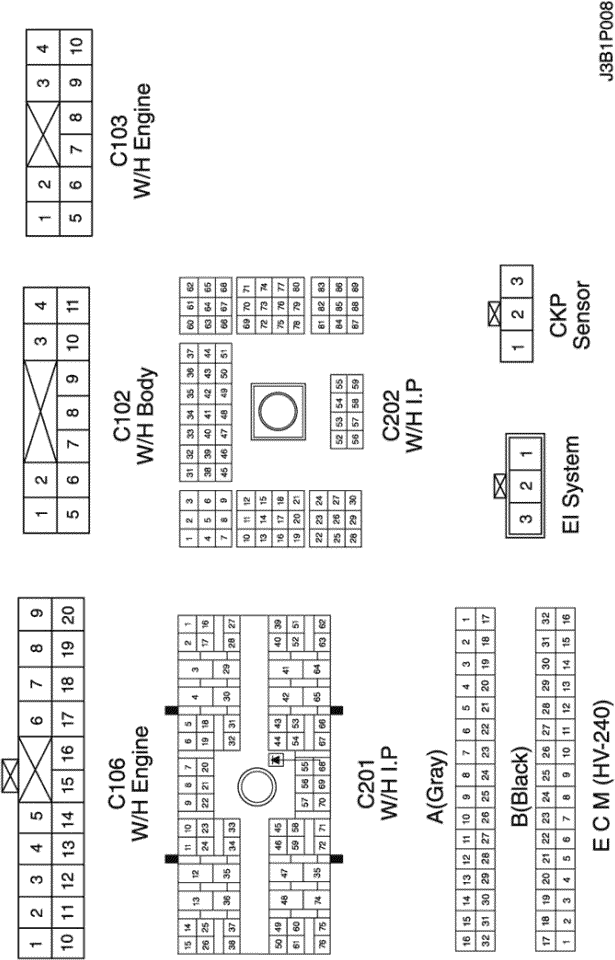 1 2 3 4 5 6 7 8 9
10 11 12 13 14 15 16 17 18 19 20
C106
W/H Engine
1 2 3 4
5 6 7 8 9 10 11
C102
W/H Body
1 2 3 4
5 6 7 8 9 10
C103
W/H Engine
15 14 13 12 11 10 9 8 7 6 5 4 3 2 1
26 25 24 23 22 21 20 19 18 17 16
38 37 36 35 34 33 32 31 30 29 28 27
50 49 48 47 46 45 44 43 42 41 40 39
61 60 59 58 57 56 55 54 53 52 51
76 75 74 35 72 71 70 69 68 67 66 65 64 63 62
C201
W/H I.P
1 2 3
4 5 6
7 8 9
10 11 12
13 14 15
16 17 18
19 20 21
22 23 24
25 26 27
28 29 30
31 32 33 34 35 36 37
38 39 40 41 42 43 44
45 46 47 48 49 50 51
52 53 54 55
56 57 58 59
60 61 62
63 64 65
66 67 68
69 70 71
72 73 74
75 76 77
78 79 80
81 82 83
84 85 86
87 88 89
C202
W/H I.P
A(Gray)
16 15 14 13 12 11 10 9 8 7 6 5 4 3 2 1
32 31 30 29 28 27 26 25 24 23 22 21 20 19 18 17
B(Black)
17 18 19 20 21 22 23 24 25 26 27 28 29 30 31 32
1 2 3 4 5 6 7 8 9 10 11 12 13 14 15 16
E C M (HV-240)
3 2 1
EI System
1 2 3
CKP
Sensor
J3B1P008